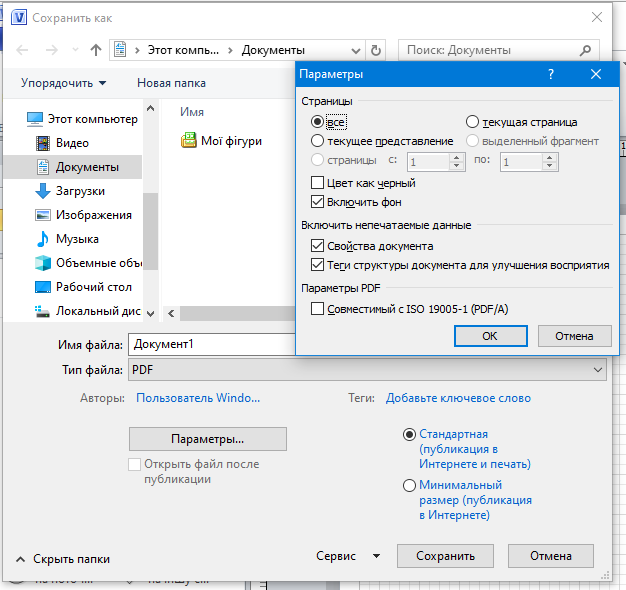 Сохранить как
Этот компь... Документы
Поиск: Документы
Упорядочить
Новая папка
Этот компьютер
Видео
Документы
Загрузки
Изображения
Музыка
Объемные объ
Рабочий стол
Локальный дис
Имя
Мої фігури
Параметры
?
Страницы
все
текущая страница
текущее представление
выделенный фрагмент
страницы с: 1 по: 1
Цвет как черный
Включить фон
Включить непечатаемые данные
Свойства документа
Теги структуры документа для улучшения восприятия
Параметры PDF
Совместимый с ISO 19005-1 (PDF/A)
OK
Отмена
Имя файла: Документ1
Тип файла: PDF
Авторы: Пользователь Windo...
Теги: Добавьте ключевое слово
Параметры...
Открыть файл после
публикации
Стандартная
(публикация в
Интернете и печать)
Минимальный
размер (публикация
в Интернете)
Скрыть папки
Сервис
Сохранить
Отмена